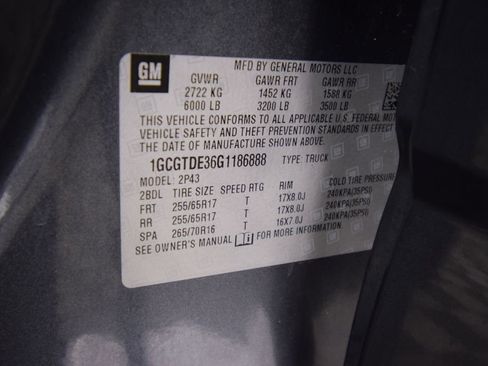 GM
MFD BY GENERAL MOTORS LLC
GVWR GAWR FRT GAWR RR
2722 KG 1452 KG 1588 KG
6000 LB 3200 LB 3500 LB
THIS VEHICLE CONFORMS TO ALL APPLICABLE U.S. FEDERAL
VEHICLE SAFETY AND THEFT PREVENTION STANDARDS IN EFFECT
THE DATE OF MANUFACTURE SHOWN ABOVE.
1GCGTDE36G1186888 TYPE: TRUCK
MODEL: 2P43
2BDL TIRE SIZE SPEED RTG RIM COLD TIRE PRESSURE
FRT 255/65R17 T 17X8.0J 240KPA(35PSI)
RR 255/65R17 T 17X8.0J 240KPA(35PSI)
SPA 265/70R16 T 16X7.0J 240KPA(35PSI)
SEE OWNER'S MANUAL FOR MORE INFORMATION.